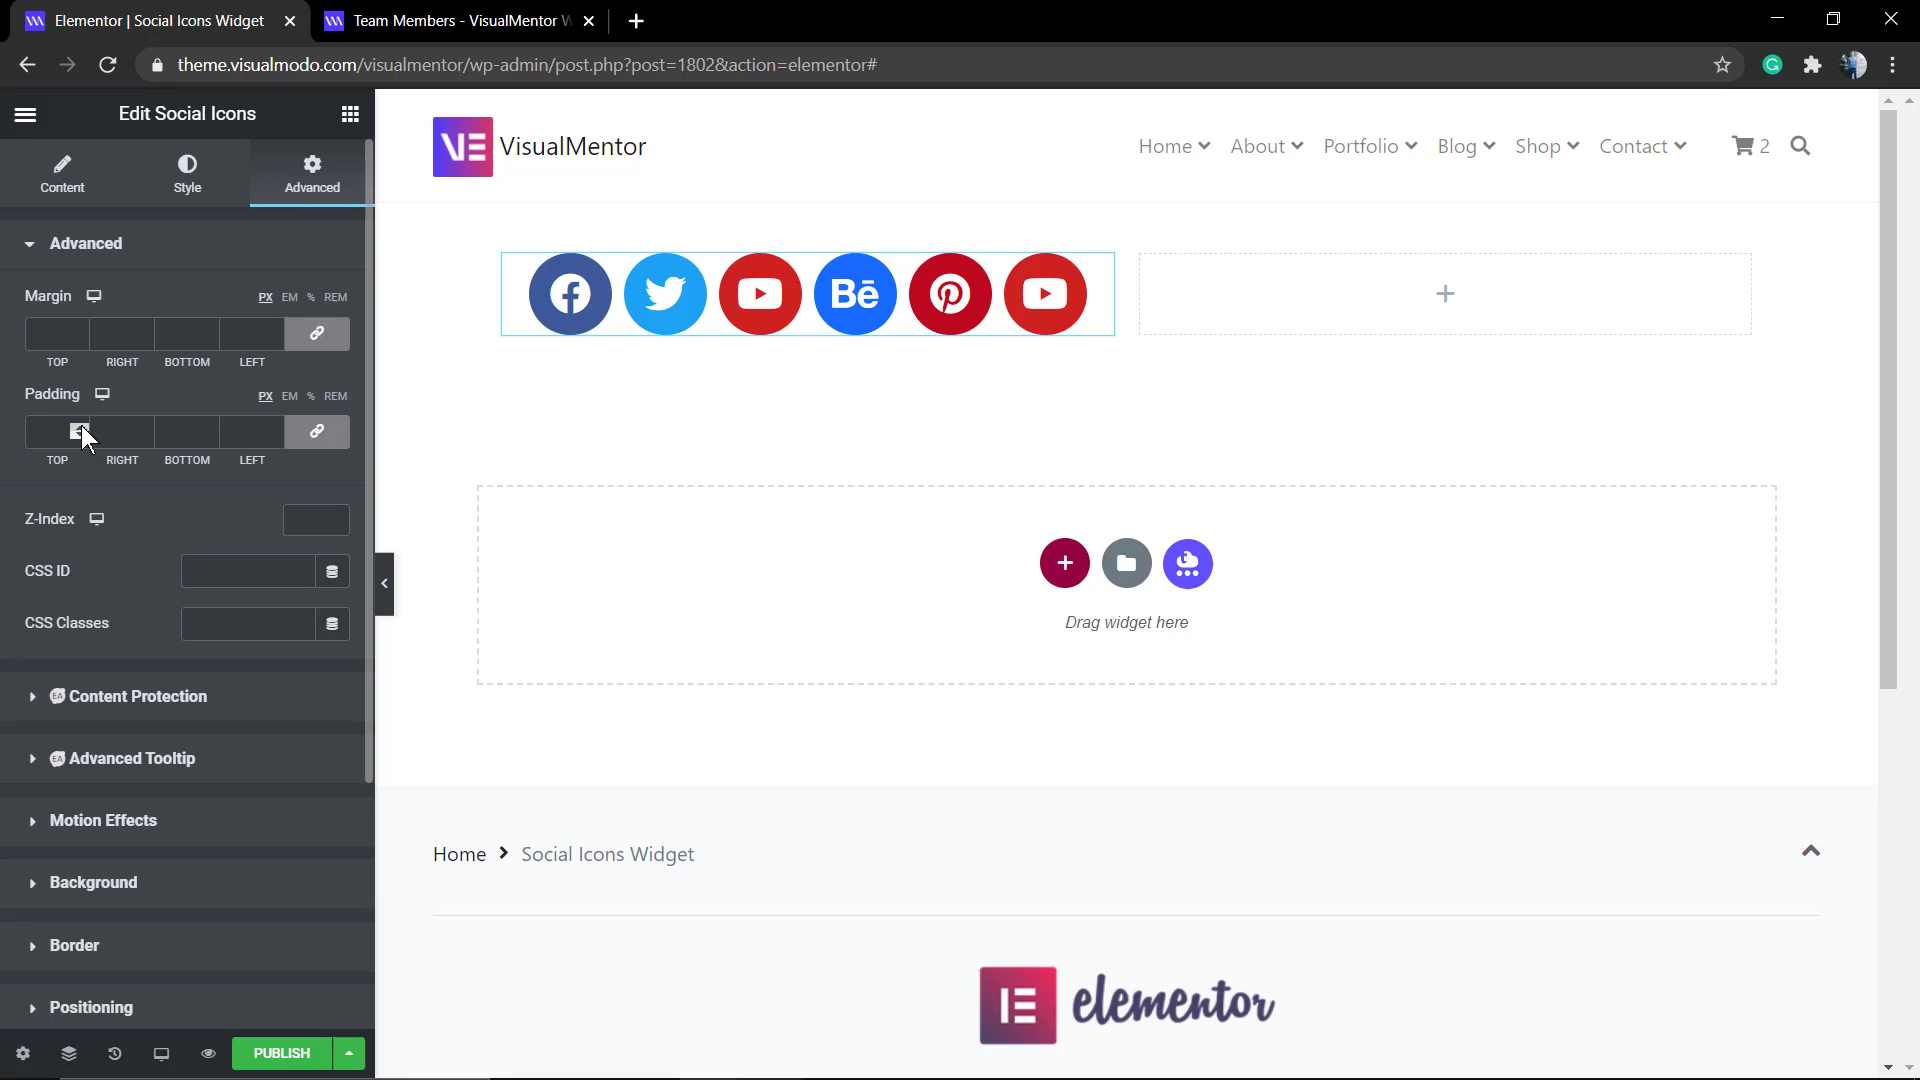 Elementor | Social Icons Widget
Team Members - VisualMentor
theme.visualmodo.com/visualmentor/wp-admin/post.php?post=1802&action=elementor#
Edit Social Icons
Content
Style
Advanced
Advanced
Margin
PX EM % REM
TOP RIGHT BOTTOM LEFT
Padding
PX EM % REM
TOP RIGHT BOTTOM LEFT
Z-Index
CSS ID
CSS Classes
EA Content Protection
EA Advanced Tooltip
Motion Effects
Background
Border
Positioning
PUBLISH
VE VisualMentor
Home About Portfolio Blog Shop Contact 2
Bē
Drag widget here
Home Social Icons Widget
elementor